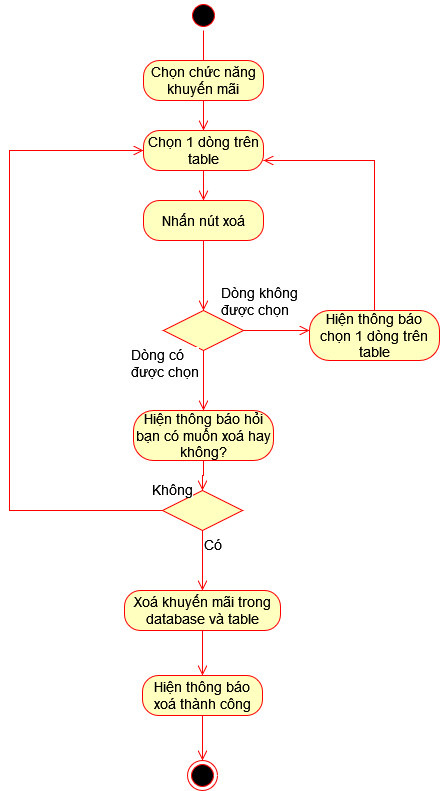 Chọn chức năng
khuyến mãi
Chọn 1 dòng trên
table
Nhấn nút xoá
Dòng không
được chọn
Hiện thông báo
chọn 1 dòng trên
table
Dòng có
được chọn
Hiện thông báo hỏi
bạn có muốn xoá hay
không?
Không
Có
Xoá khuyến mãi trong
database và table
Hiện thông báo
xoá thành công